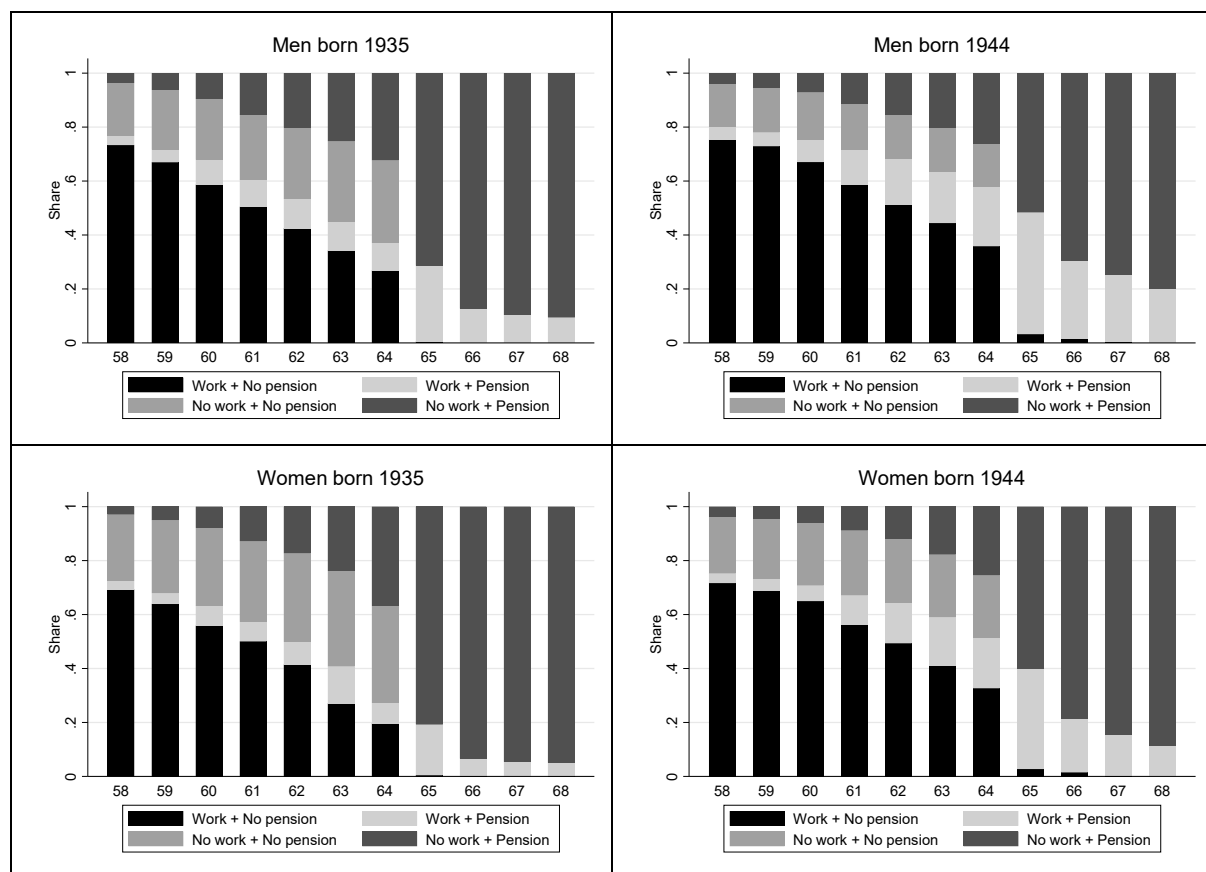 Men born 1935
Share
1
.8
.6
.4
.2
0
58 59 60 61 62 63 64 65 66 67 68
Work + No pension Work + Pension
No work + No pension No work + Pension
Men born 1944
Share
1
.8
.6
.4
.2
0
58 59 60 61 62 63 64 65 66 67 68
Work + No pension Work + Pension
No work + No pension No work + Pension
Women born 1935
Share
1
.8
.6
.4
.2
0
58 59 60 61 62 63 64 65 66 67 68
Work + No pension Work + Pension
No work + No pension No work + Pension
Women born 1944
Share
1
.8
.6
.4
.2
0
58 59 60 61 62 63 64 65 66 67 68
Work + No pension Work + Pension
No work + No pension No work + Pension